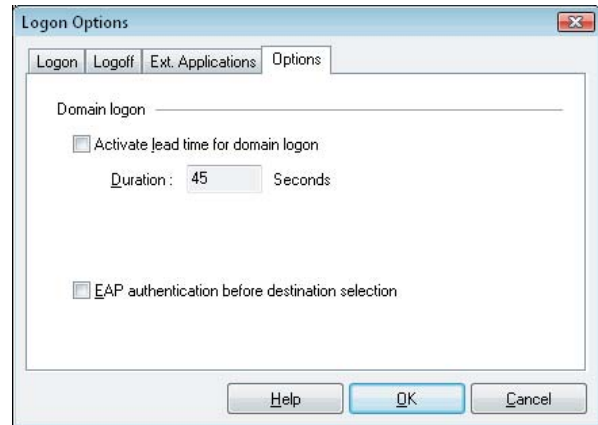 Logon Options
Logon Logoff Ext. Applications Options
Domain logon
Activate lead time for domain logon
Duration : 45 Seconds
EAP authentication before destination selection
Help OK Cancel